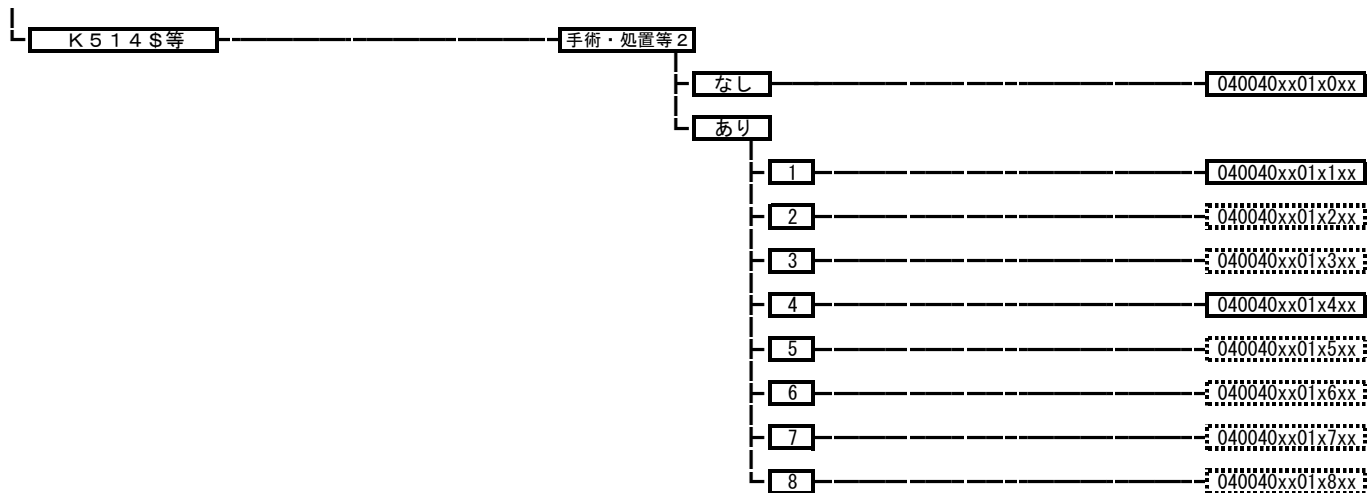 Ｋ５１４＄等 手術・処置等２
なし 040040xx01x0xx
あり
1 040040xx01x1xx
2 040040xx01x2xx
3 040040xx01x3xx
4 040040xx01x4xx
5 040040xx01x5xx
6 040040xx01x6xx
7 040040xx01x7xx
8 040040xx01x8xx